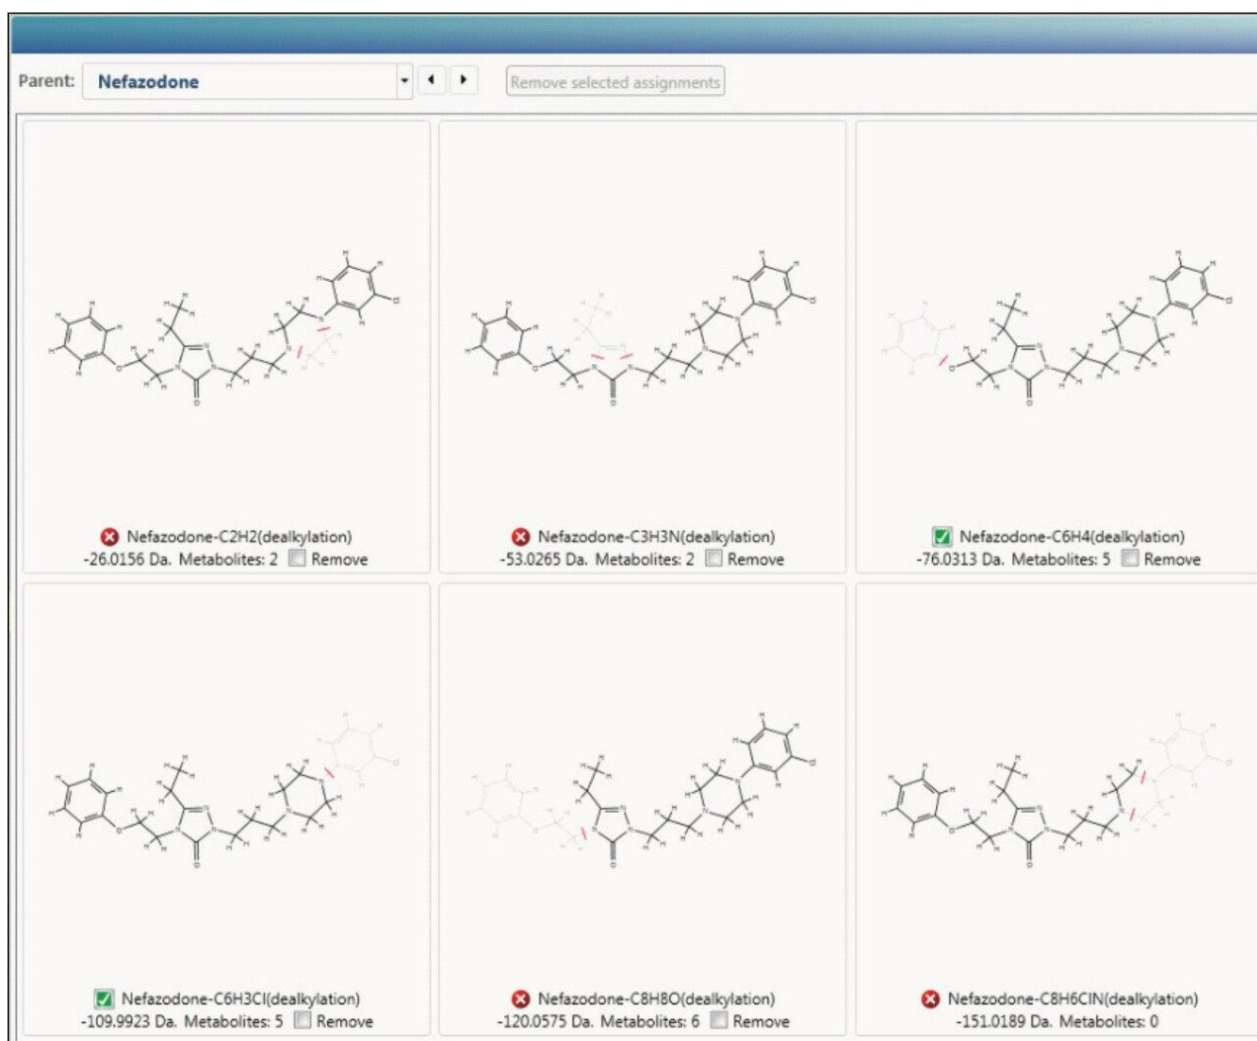 Parent: Nefazodone Remove selected assignments
Nefazodone-C2H2(dealkylation)
-26.0156 Da. Metabolites: 2 Remove
Nefazodone-C3H3N(dealkylation)
-53.0265 Da. Metabolites: 2 Remove
Nefazodone-C6H4(dealkylation)
-76.0313 Da. Metabolites: 5 Remove
Nefazodone-C6H3Cl(dealkylation)
-109.9923 Da. Metabolites: 5 Remove
Nefazodone-C8H8O(dealkylation)
-120.0575 Da. Metabolites: 6 Remove
Nefazodone-C8H6ClN(dealkylation)
-151.0189 Da. Metabolites: 0